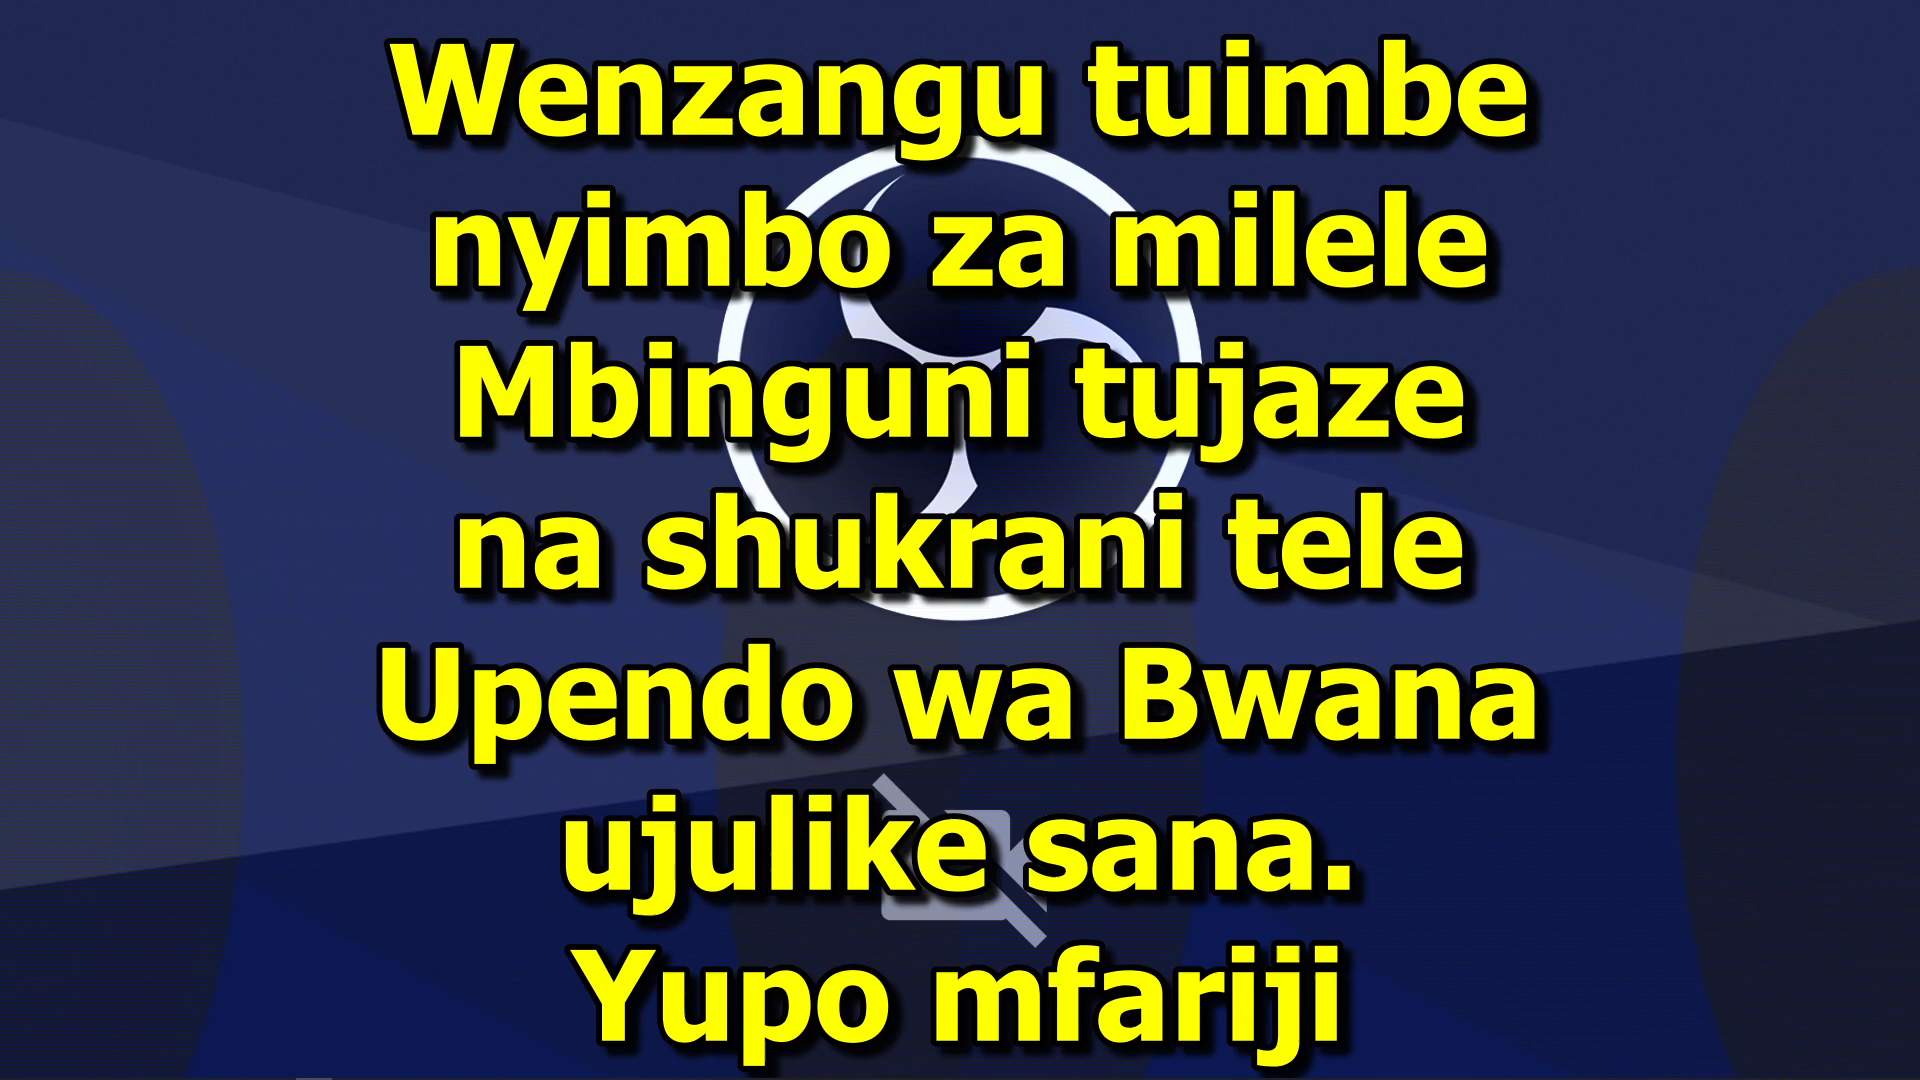 Wenzangu tuimbe
nyimbo za milele
Mbinguni tujaze
na shukrani tele
Upendo wa Bwana
ujulike sana.
Yupo mfariji